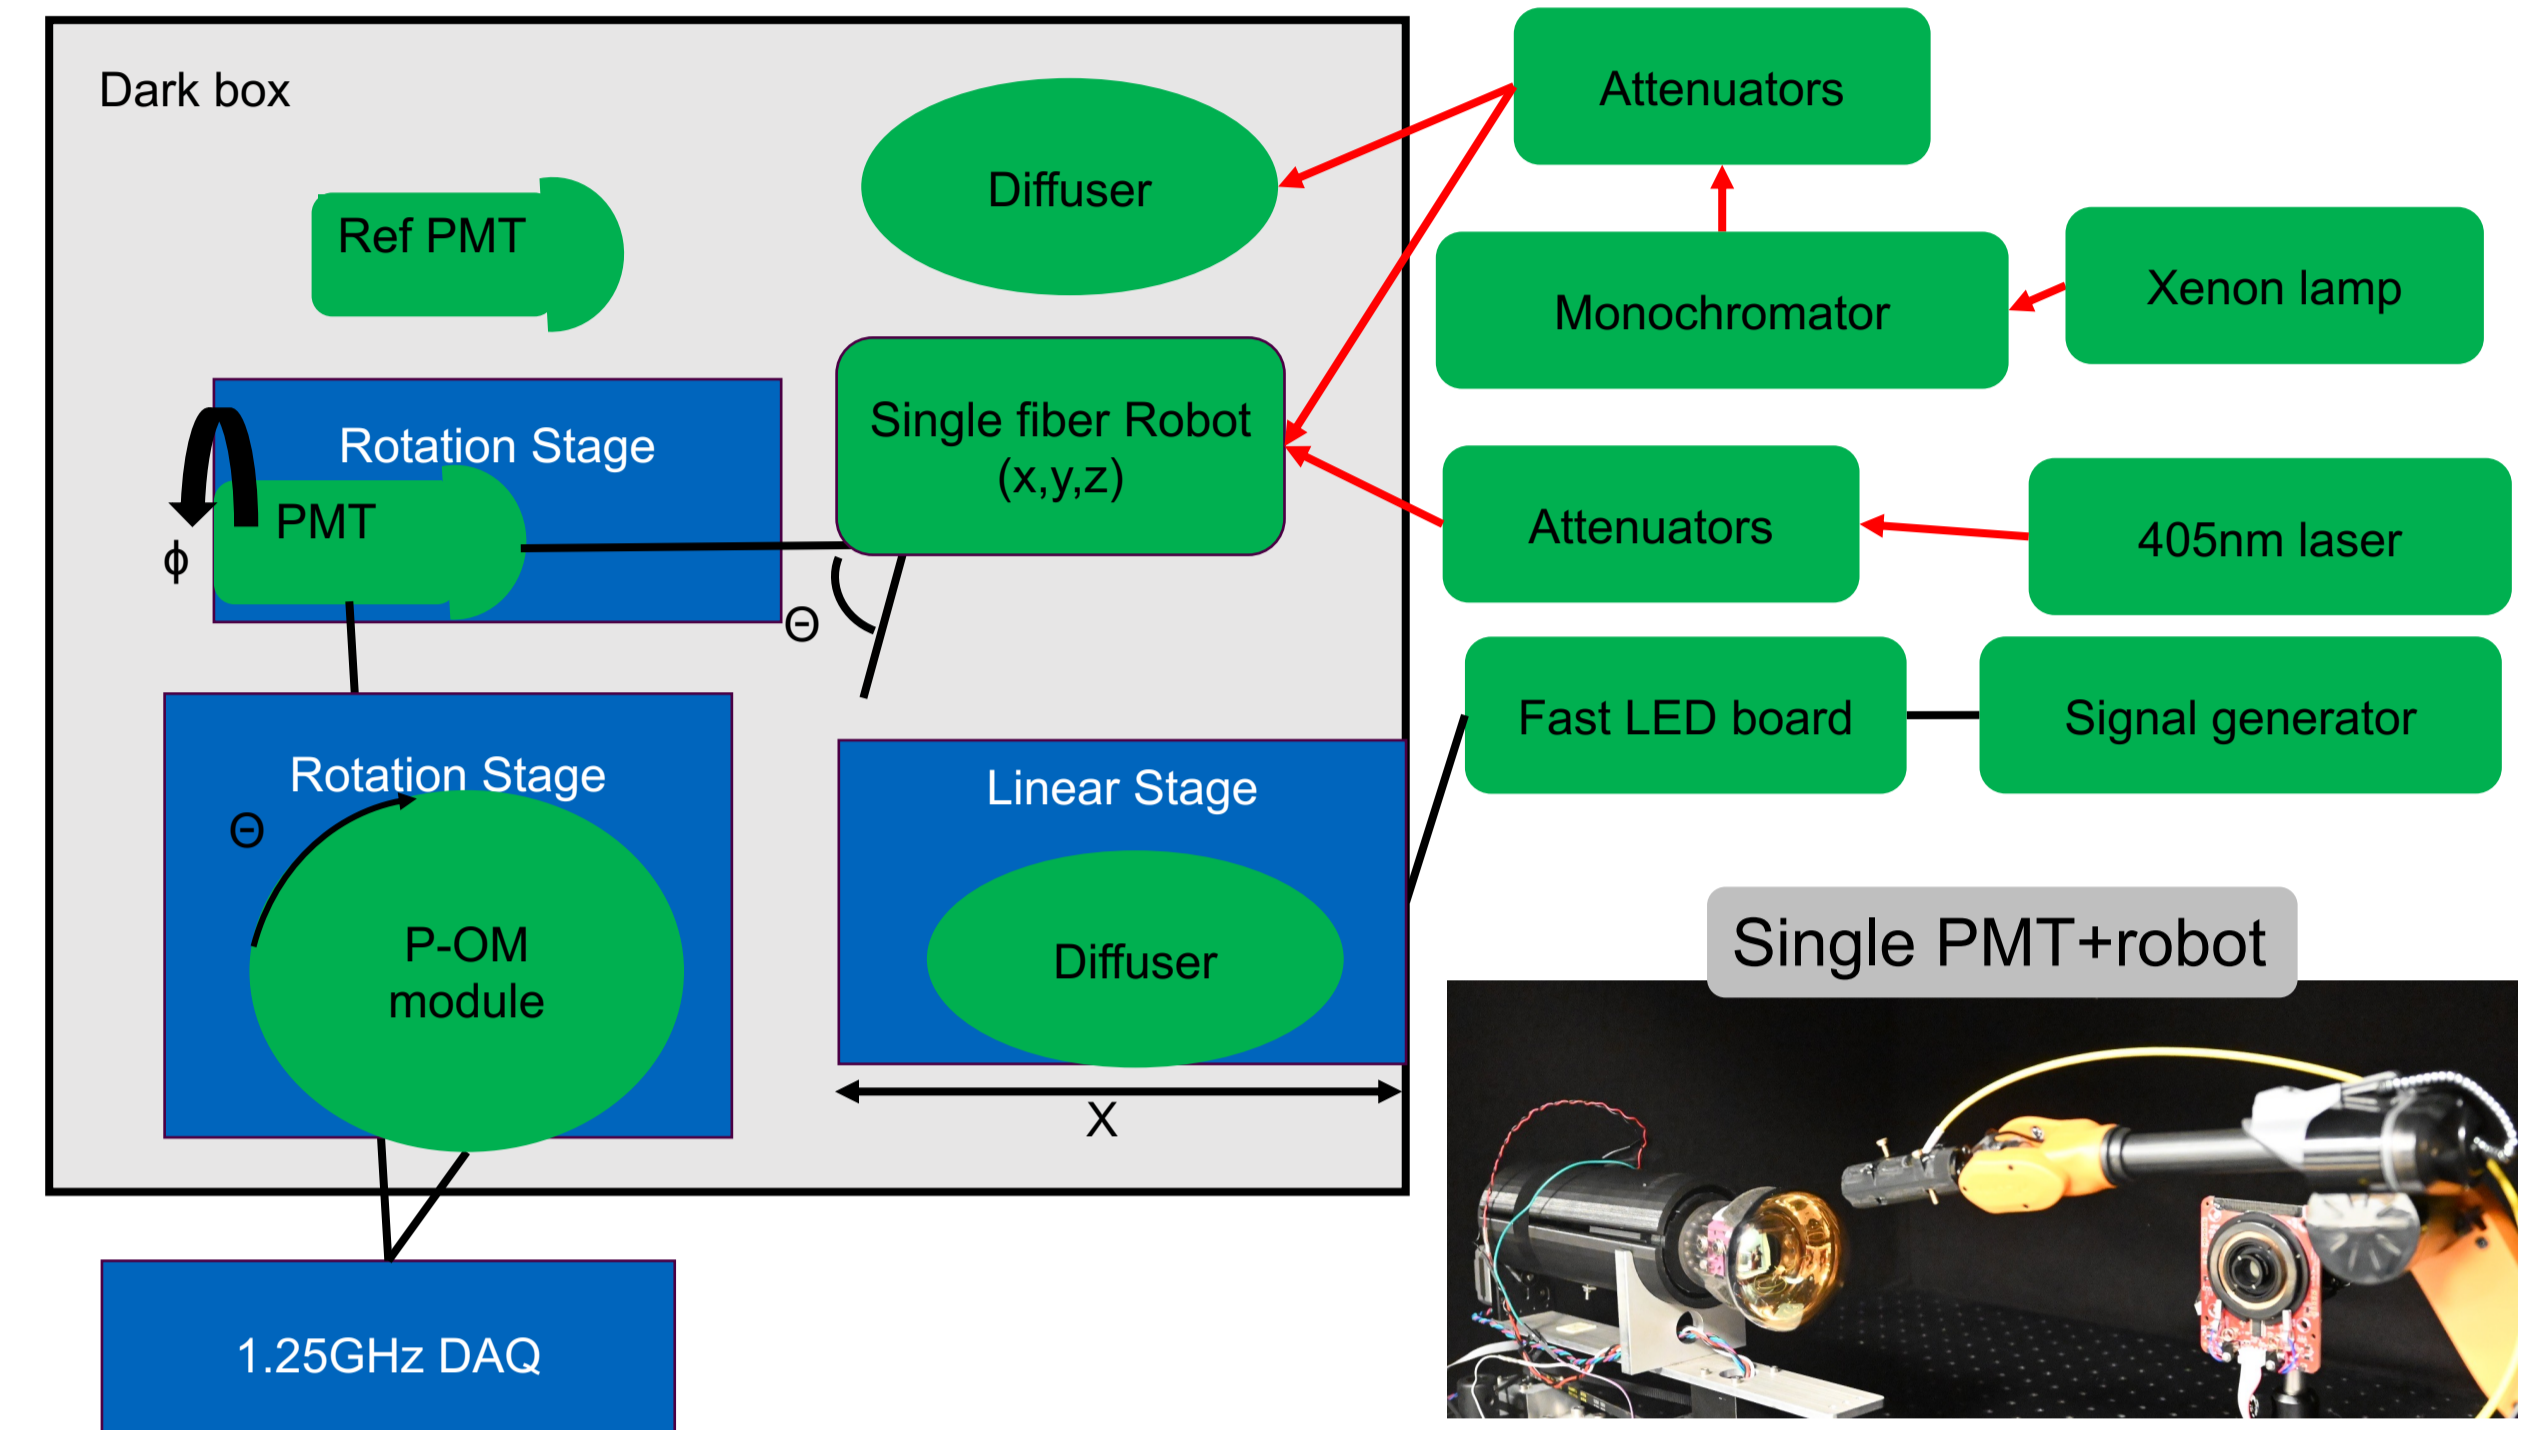 Dark box
Attenuators
Diffuser
Ref PMT
Monochromator
Xenon lamp
Rotation Stage
Single fiber Robot
(x,y,z)
PMT
ϕ
Θ
Attenuators
405nm laser
Fast LED board
Signal generator
Rotation Stage
Θ
P-OM
module
Linear Stage
Diffuser
X
Single PMT+robot
1.25GHz DAQ